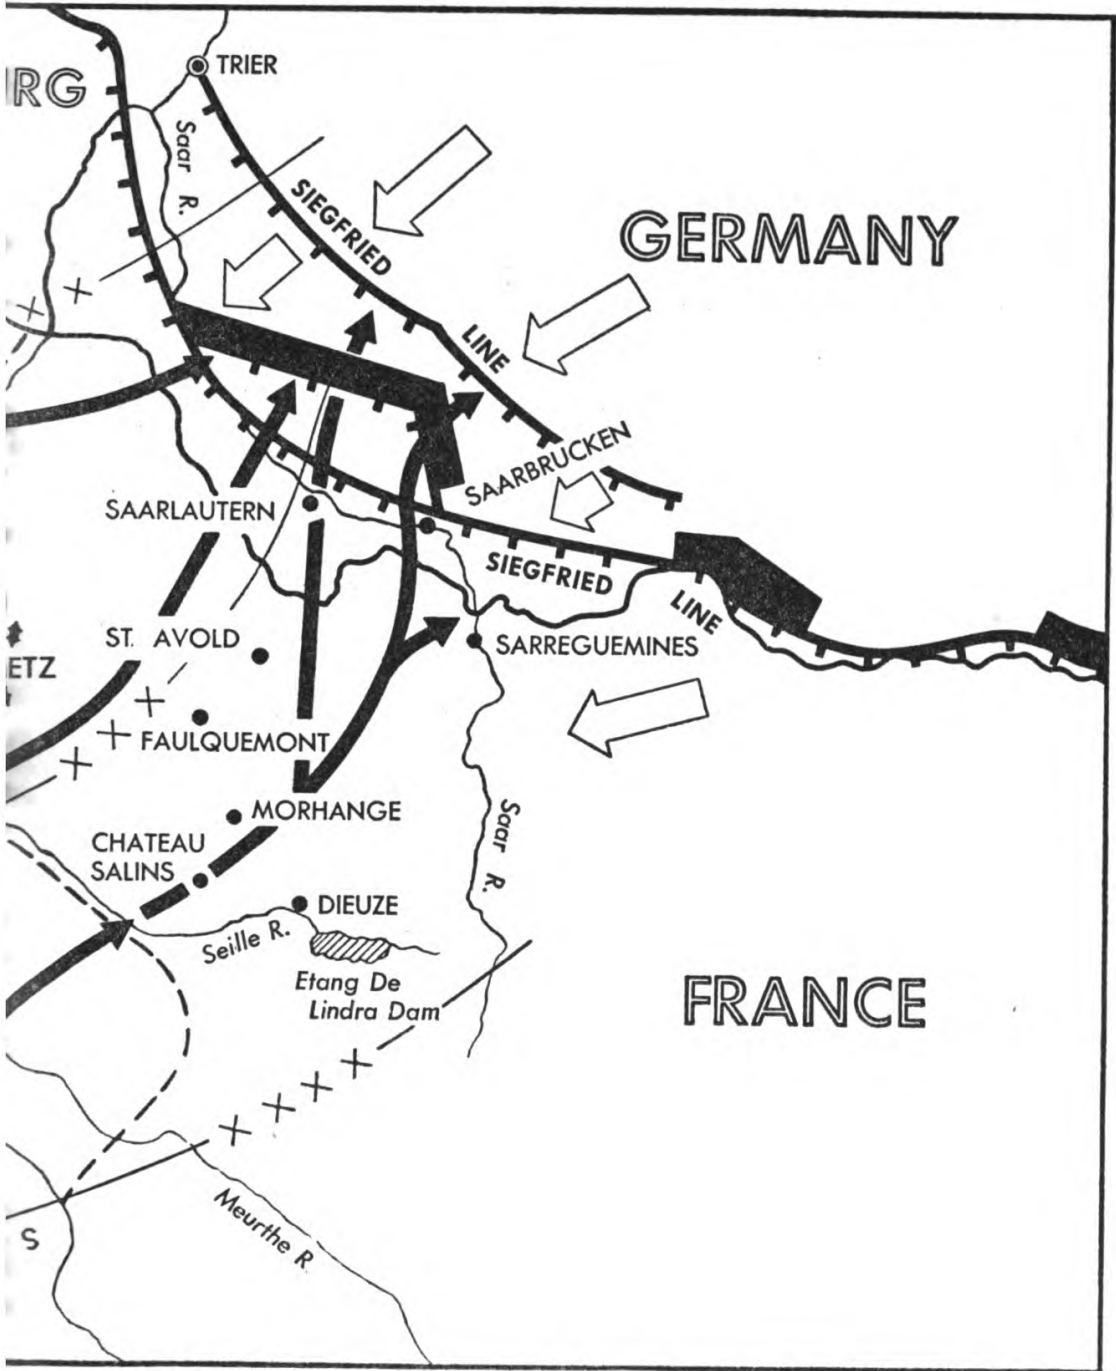 TRIER
RG
Saar R.
SIEGFRIED
GERMANY
LINE
SAARBRUCKEN
SAARLAUTERN
SIEGFRIED
LINE
ST. AVOLD
SARREGUEMINES
ETZ
FAULQUEMONT
MORHANGE
Saar R.
CHATEAU
SALINS
DIEUZE
Seille R.
Etang De
Lindra Dam
FRANCE
Meurthe R.
S